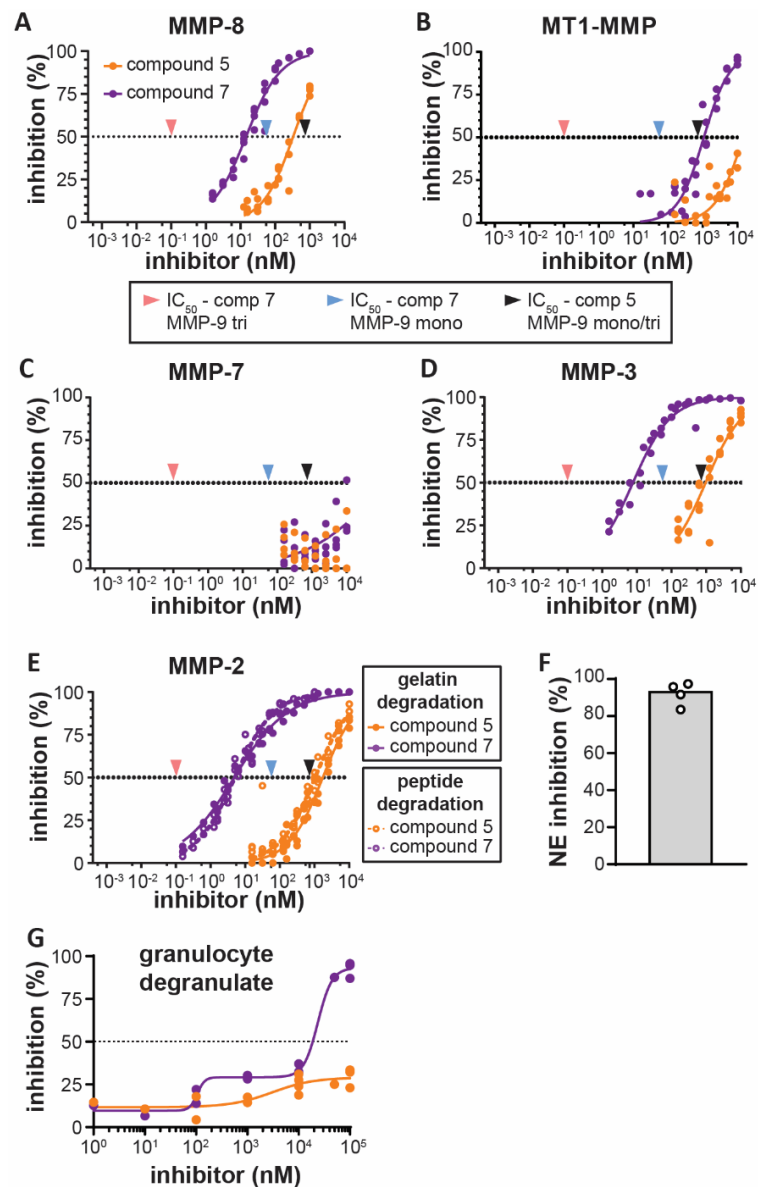 A
MMP-8
inhibition (%)
100
75
50
25
0
compound 5
compound 7
10⁻³ 10⁻² 10⁻¹ 10⁰ 10¹ 10² 10³ 10⁴
inhibitor (nM)
B
MT1-MMP
inhibition (%)
100
75
50
25
0
10⁻³ 10⁻² 10⁻¹ 10⁰ 10¹ 10² 10³ 10⁴
inhibitor (nM)
IC₅₀ - comp 7
MMP-9 tri
IC₅₀ - comp 7
MMP-9 mono
IC₅₀ - comp 5
MMP-9 mono/tri
C
MMP-7
inhibition (%)
100
75
50
25
0
10⁻³ 10⁻² 10⁻¹ 10⁰ 10¹ 10² 10³ 10⁴
inhibitor (nM)
D
MMP-3
inhibition (%)
100
75
50
25
0
10⁻³ 10⁻² 10⁻¹ 10⁰ 10¹ 10² 10³ 10⁴
inhibitor (nM)
E
MMP-2
inhibition (%)
100
75
50
25
0
10⁻³ 10⁻² 10⁻¹ 10⁰ 10¹ 10² 10³ 10⁴
inhibitor (nM)
gelatin
degradation
compound 5
compound 7
peptide
degradation
compound 5
compound 7
F
NE inhibition (%)
100
80
60
40
20
0
G
granulocyte
degranulate
inhibition (%)
100
75
50
25
0
10⁰ 10¹ 10² 10³ 10⁴ 10⁵
inhibitor (nM)